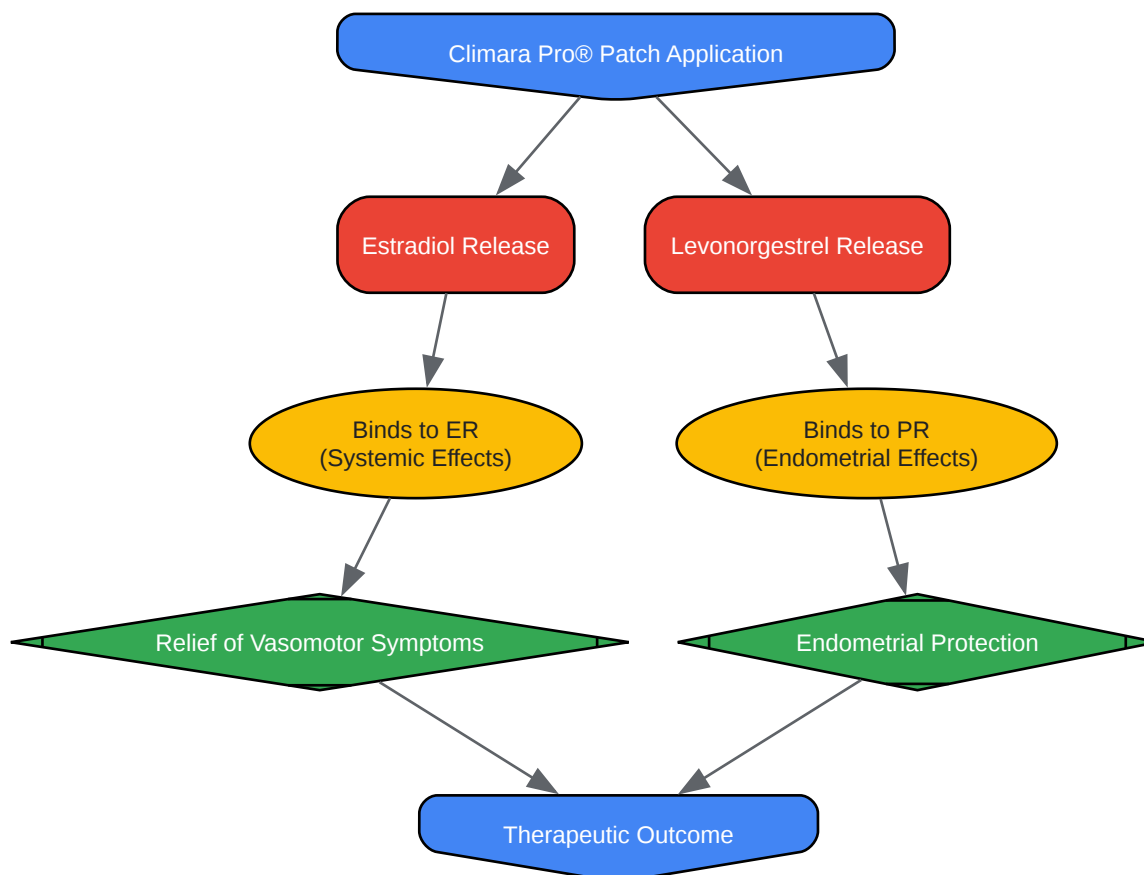 Climara Pro® Patch Application
Estradiol Release
Levonorgestrel Release
Binds to ER
(Systemic Effects)
Binds to PR
(Endometrial Effects)
Relief of Vasomotor Symptoms
Endometrial Protection
Therapeutic Outcome